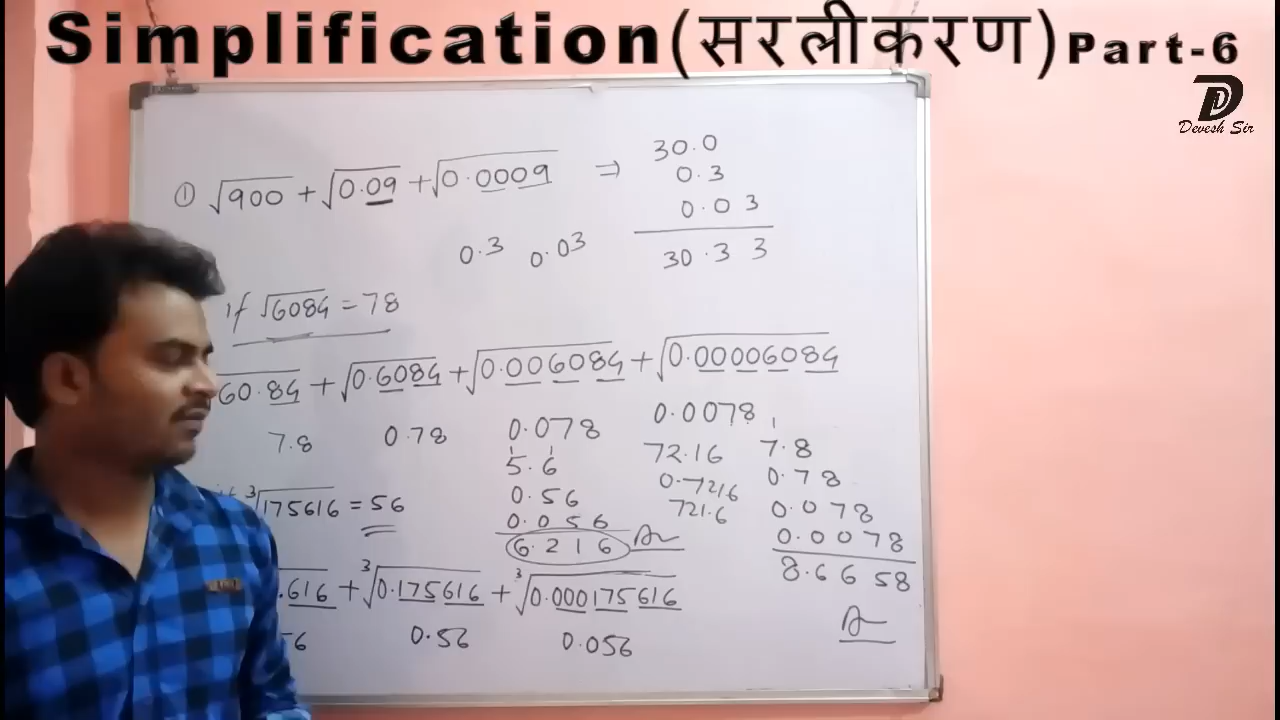 Simplification(सरलीकरण)Part-6
D
Devesh Sir
① √900 + √0.09 + √0.0009 ⇒
30.0
0.3
0.03
30.33
0.3 0.03
if √6084 = 78
60.84 + √0.6084 + √0.006084 + √0.00006084
7.8 0.78 0.078 0.0078
72.16
0.7216
721.6
7.8
0.78
0.078
0.0078
8.6658
³√175616 = 56
5.6
0.56
0.056
6.216
.616 + ³√0.175616 + ³√0.000175616
56 0.56 0.056